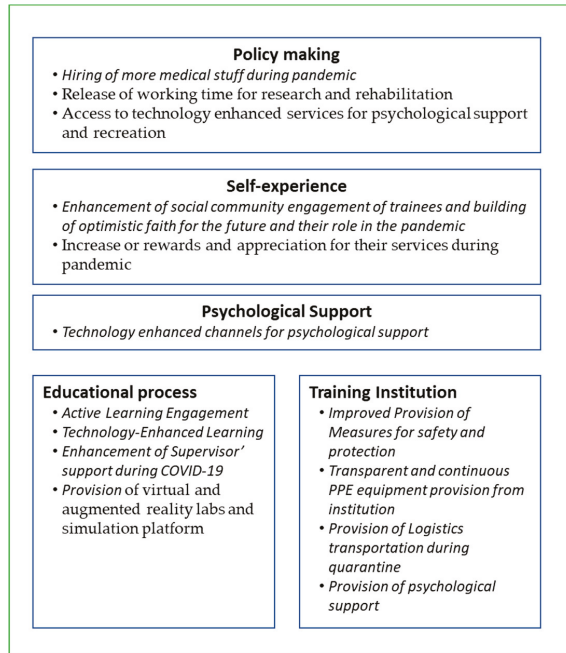 Policy making
• Hiring of more medical stuff during pandemic
• Release of working time for research and rehabilitation
• Access to technology enhanced services for psychological support
and recreation
Self-experience
• Enhancement of social community engagement of trainees and building
of optimistic faith for the future and their role in the pandemic
• Increase or rewards and appreciation for their services during
pandemic
Psychological Support
• Technology enhanced channels for psychological support
Educational process
• Active Learning Engagement
• Technology-Enhanced Learning
• Enhancement of Supervisor’
support during COVID-19
• Provision of virtual and
augmented reality labs and
simulation platform
Training Institution
• Improved Provision of
Measures for safety and
protection
• Transparent and continuous
PPE equipment provision from
institution
• Provision of Logistics
transportation during
quarantine
• Provision of psychological
support